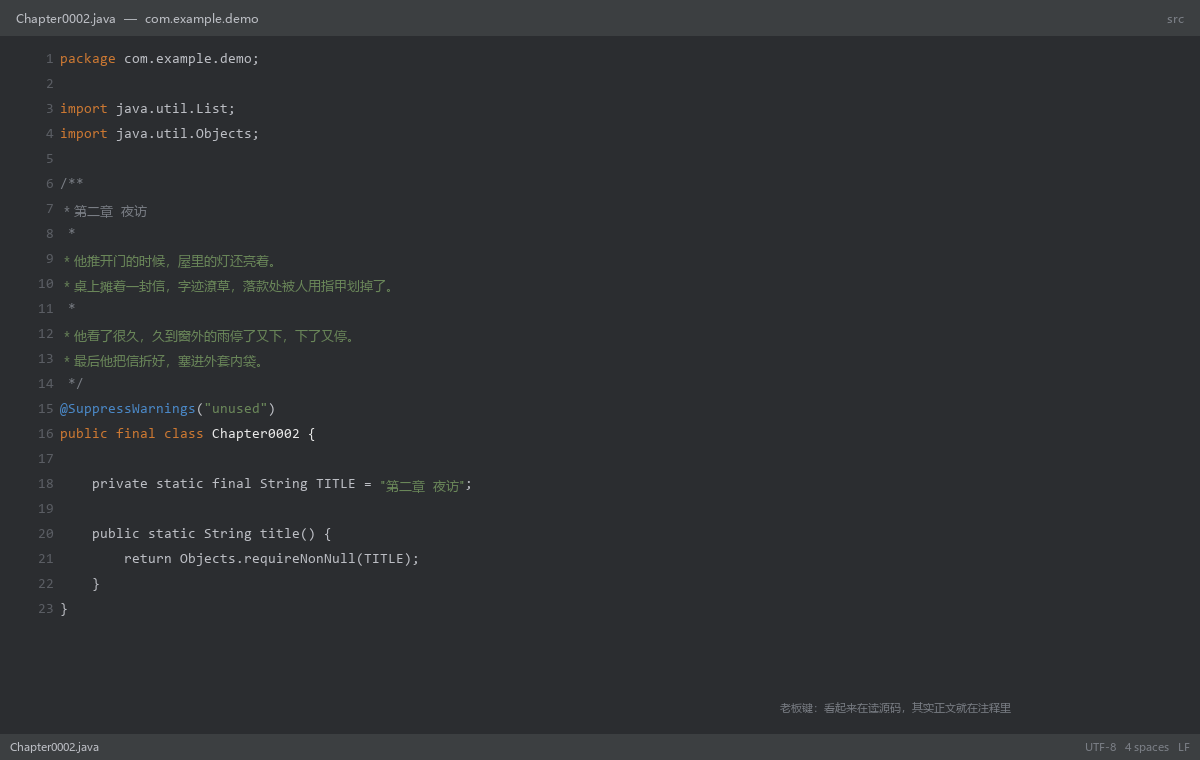 Chapter0002.java — com.example.demo
src
1 package com.example.demo;
2
3 import java.util.List;
4 import java.util.Objects;
5
6 /**
7 * 第二章 夜访
8 *
9 * 他推开门的时候，屋里的灯还亮着。
10 * 桌上摊着一封信，字迹潦草，落款处被人用指甲划掉了。
11 *
12 * 他看了很久，久到窗外的雨停了又下，下了又停。
13 * 最后他把信折好，塞进外套内袋。
14 */
15 @SuppressWarnings("unused")
16 public final class Chapter0002 {
17
18 private static final String TITLE = "第二章 夜访";
19
20 public static String title() {
21 return Objects.requireNonNull(TITLE);
22 }
23 }
老板键：看起来在读源码，其实正文就在注释里
Chapter0002.java
UTF-8 4 spaces LF